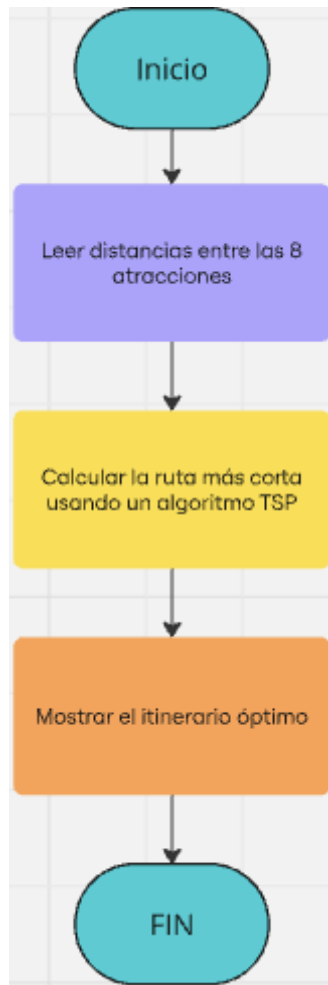 Inicio
Leer distancias entre las 8
atracciones
Calcular la ruta más corta
usando un algoritmo TSP
Mostrar el itinerario óptimo
FIN